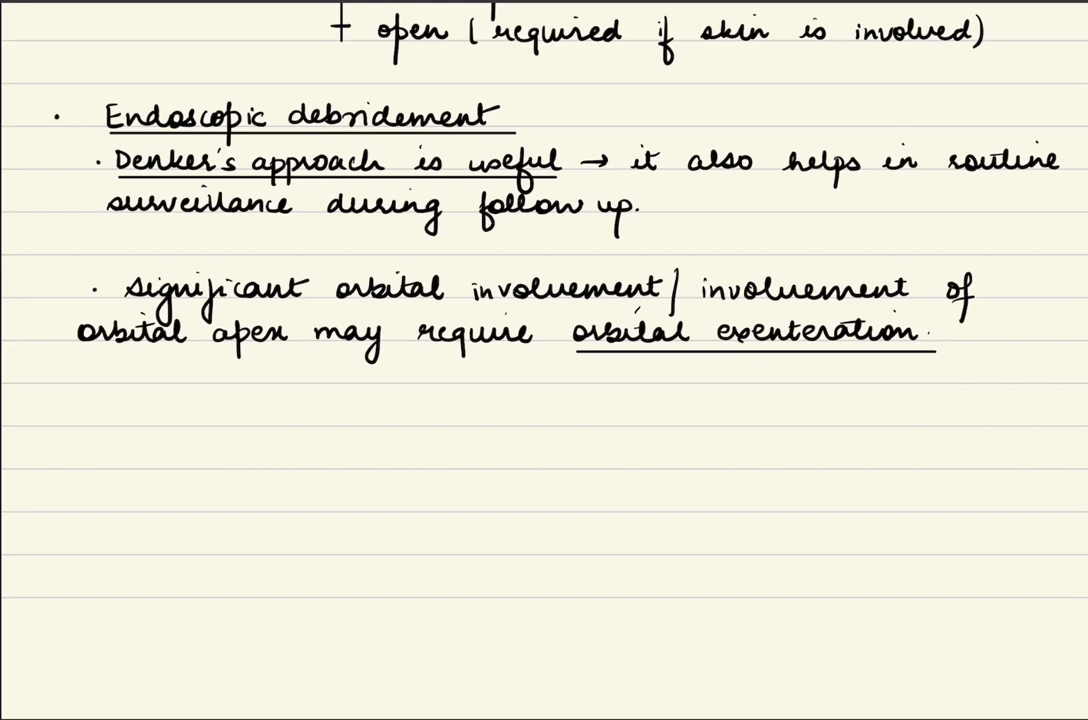 + open (required if skin is involved)
· Endoscopic debridement
· Denker's approach is useful → it also helps in routine
surveillance during follow up.
· significant orbital involvement/involvement of
orbital apex may require orbital exenteration.